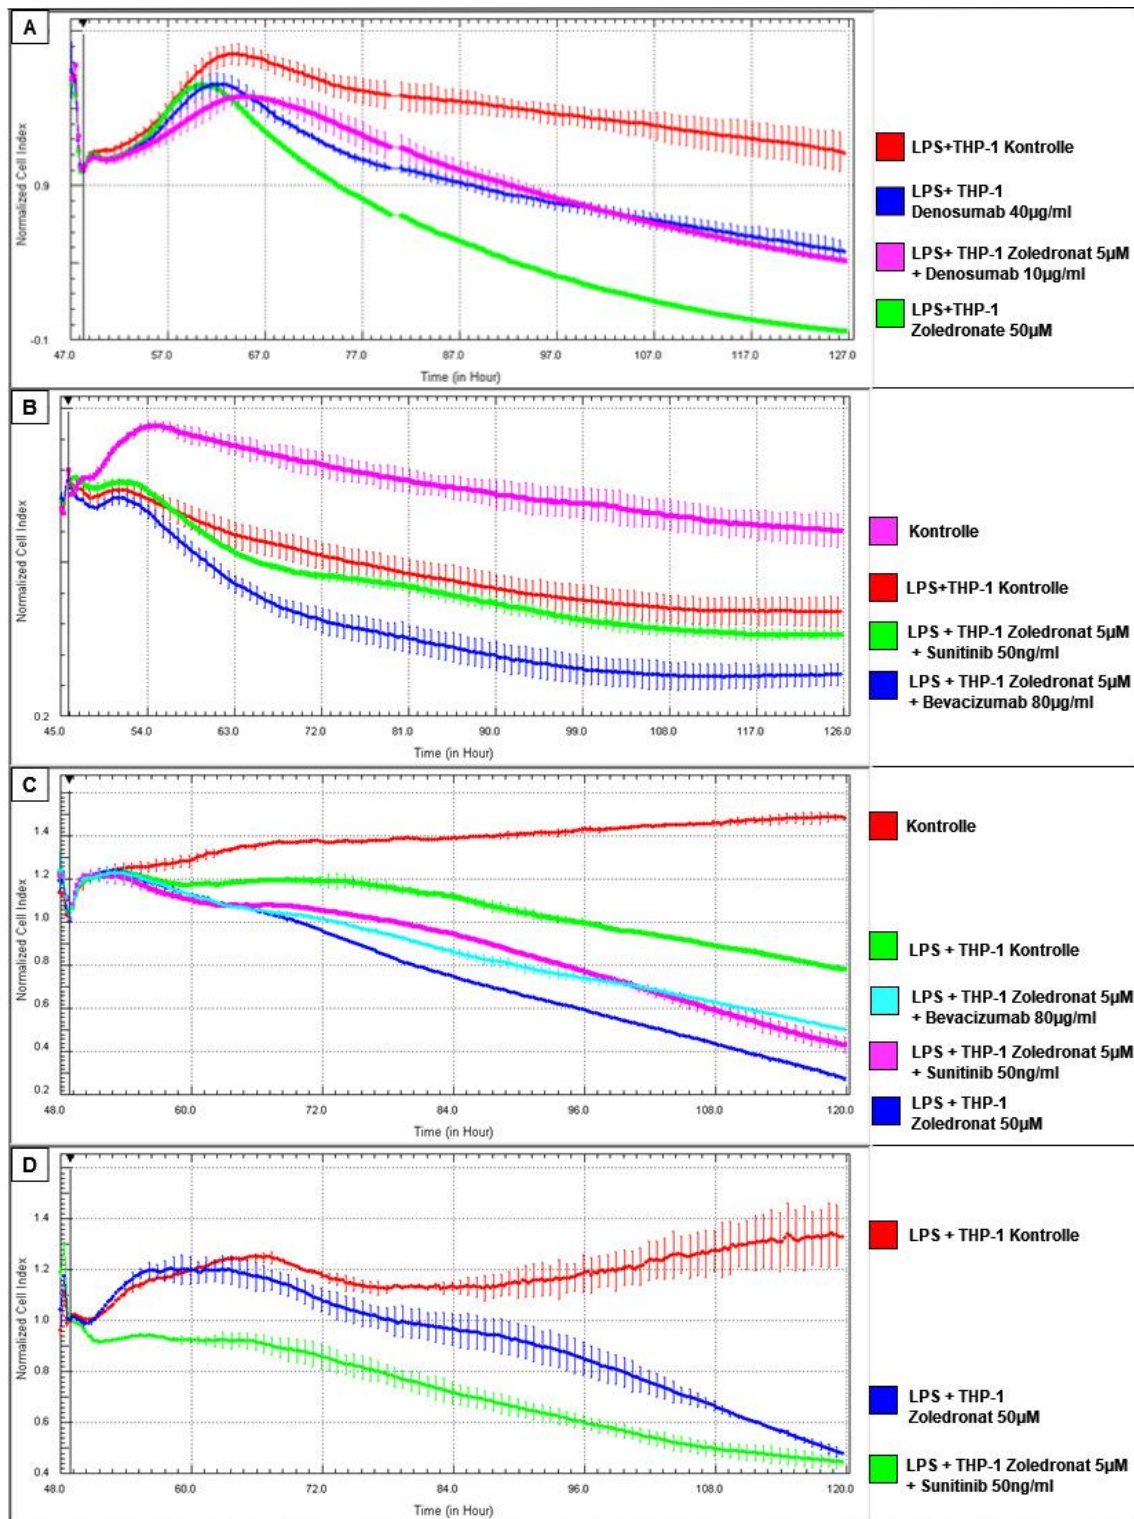 A
Normalized Cell Index
0.9
-0.1
47.0 57.0 67.0 77.0 87.0 97.0 107.0 117.0 127.0
Time (in Hour)
LPS+THP-1 Kontrolle
LPS+ THP-1
Denosumab 40µg/ml
LPS+ THP-1 Zoledronat 5µM
+ Denosumab 10µg/ml
LPS+THP-1
Zoledronate 50µM
B
Normalized Cell Index
0.2
45.0 54.0 63.0 72.0 81.0 90.0 99.0 108.0 117.0 126.0
Time (in Hour)
Kontrolle
LPS+THP-1 Kontrolle
LPS + THP-1 Zoledronat 5µM
+ Sunitinib 50ng/ml
LPS + THP-1 Zoledronat 5µM
+ Bevacizumab 80µg/ml
C
Normalized Cell Index
1.4
1.2
1.0
0.8
0.6
0.4
0.2
48.0 60.0 72.0 84.0 96.0 108.0 120.0
Time (in Hour)
Kontrolle
LPS + THP-1 Kontrolle
LPS + THP-1 Zoledronat 5µM
+ Bevacizumab 80µg/ml
LPS + THP-1 Zoledronat 5µM
+ Sunitinib 50ng/ml
LPS + THP-1
Zoledronat 50µM
D
Normalized Cell Index
1.4
1.2
1.0
0.8
0.6
0.4
48.0 60.0 72.0 84.0 96.0 108.0 120.0
Time (in Hour)
LPS + THP-1 Kontrolle
LPS + THP-1
Zoledronat 50µM
LPS + THP-1 Zoledronat 5µM
+ Sunitinib 50ng/ml